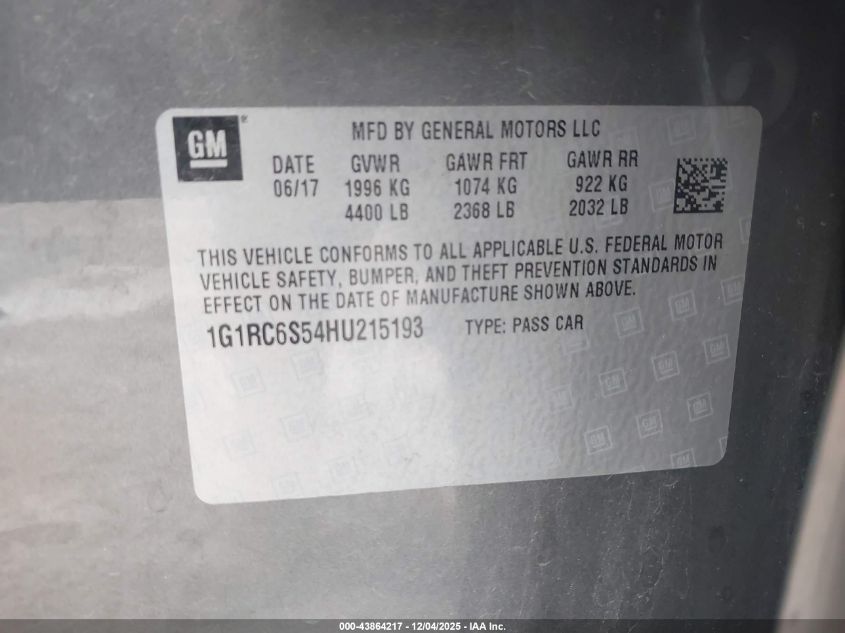 GM®
MFD BY GENERAL MOTORS LLC
DATE GVWR GAWR FRT GAWR RR
06/17 1996 KG 1074 KG 922 KG
4400 LB 2368 LB 2032 LB
THIS VEHICLE CONFORMS TO ALL APPLICABLE U.S. FEDERAL MOTOR
VEHICLE SAFETY, BUMPER, AND THEFT PREVENTION STANDARDS IN
EFFECT ON THE DATE OF MANUFACTURE SHOWN ABOVE.
1G1RC6S54HU215193 TYPE: PASS CAR
000-43864217 - 12/04/2025 - IAA Inc.